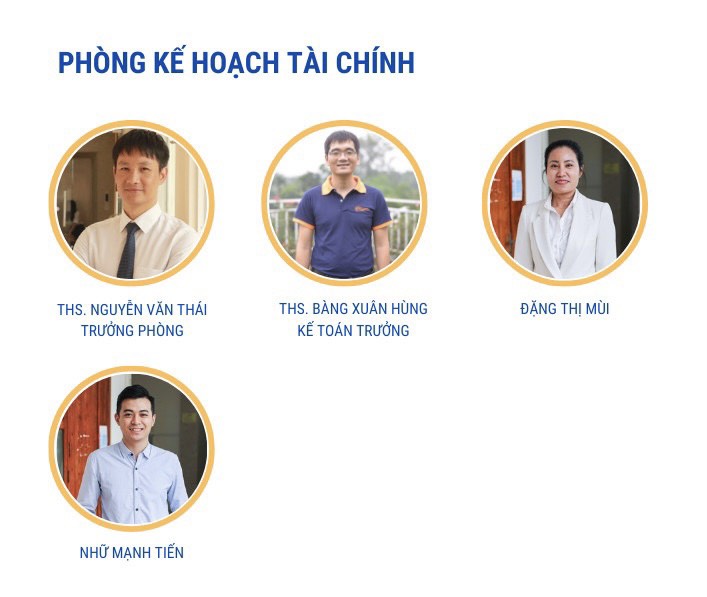 PHÒNG KẾ HOẠCH TÀI CHÍNH
THS. NGUYỄN VĂN THÁI
TRƯỞNG PHÒNG
THS. BÀNG XUÂN HÙNG
KẾ TOÁN TRƯỞNG
ĐẶNG THỊ MÙI
NHỮ MẠNH TIẾN